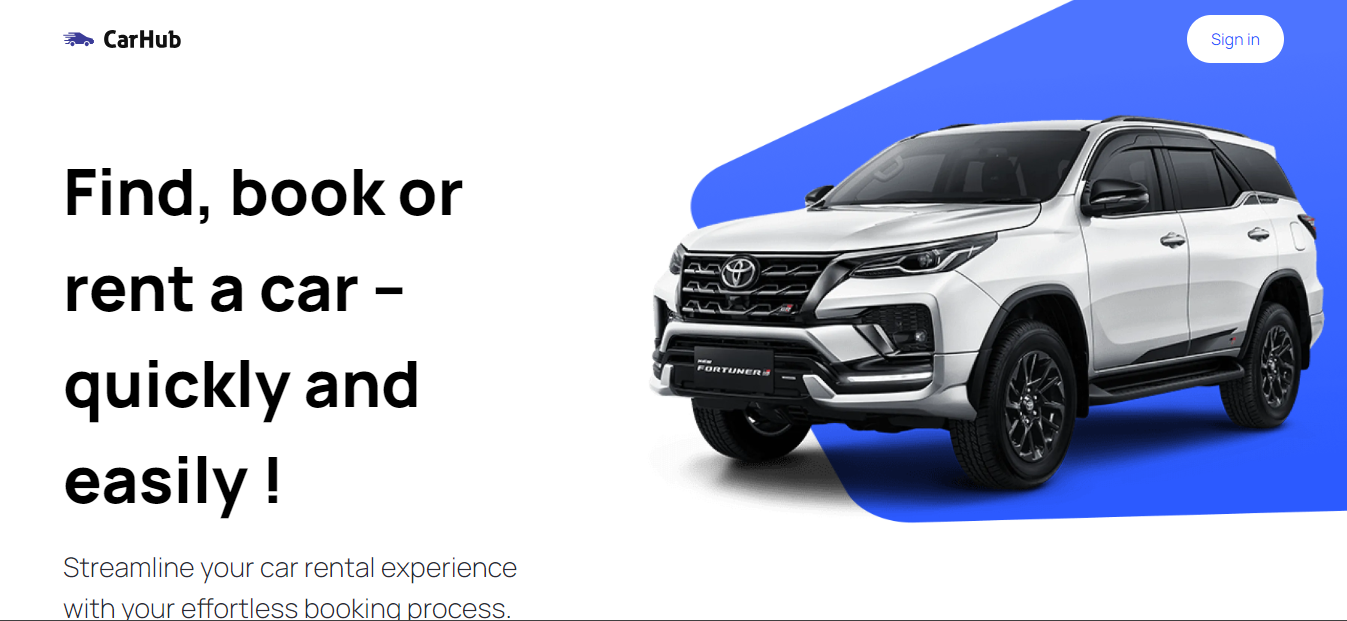 CarHub
Sign in
Find, book or
rent a car –
quickly and
easily !
Streamline your car rental experience
with your effortless booking process.
NEW
FORTUNER